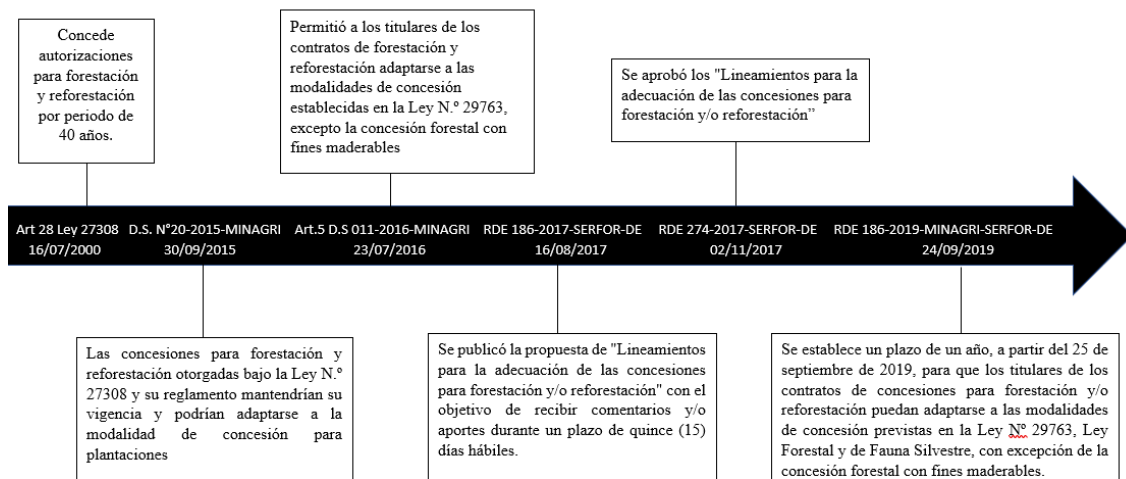 Concede
autorizaciones
para forestación
y reforestación
por periodo de
40 años.
Permitió a los titulares de los
contratos de forestación y
reforestación adaptarse a las
modalidades de concesión
establecidas en la Ley N.º 29763,
excepto la concesión forestal con
fines maderables
Se aprobó los "Lineamientos para la
adecuación de las concesiones para
forestación y/o reforestación”
Art 28 Ley 27308
16/07/2000
D.S. N°20-2015-MINAGRI
30/09/2015
Art.5 D.S 011-2016-MINAGRI
23/07/2016
RDE 186-2017-SERFOR-DE
16/08/2017
RDE 274-2017-SERFOR-DE
02/11/2017
RDE 186-2019-MINAGRI-SERFOR-DE
24/09/2019
Las concesiones para forestación y
reforestación otorgadas bajo la Ley N.º
27308 y su reglamento mantendrían su
vigencia y podrían adaptarse a la
modalidad de concesión para
plantaciones
Se publicó la propuesta de "Lineamientos
para la adecuación de las concesiones
para forestación y/o reforestación" con el
objetivo de recibir comentarios y/o
aportes durante un plazo de quince (15)
días hábiles.
Se establece un plazo de un año, a partir del 25 de
septiembre de 2019, para que los titulares de los
contratos de concesiones para forestación y/o
reforestación puedan adaptarse a las modalidades
de concesión previstas en la Ley Nº 29763, Ley
Forestal y de Fauna Silvestre, con excepción de la
concesión forestal con fines maderables.